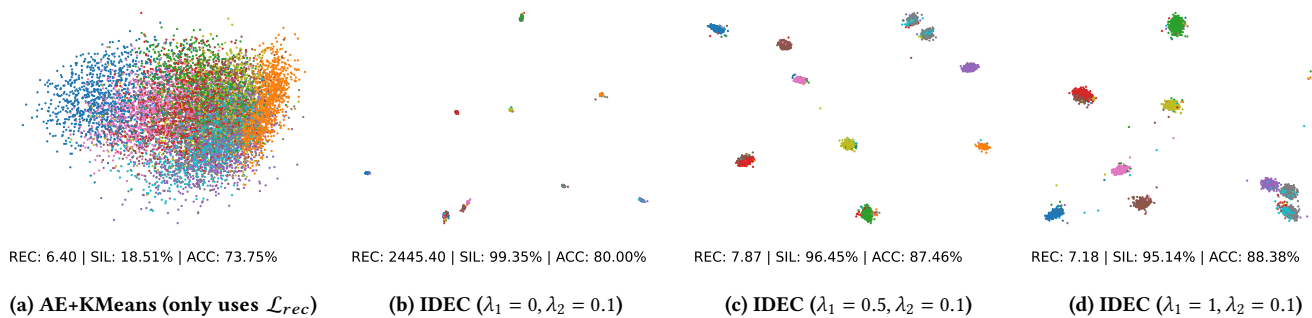 REC: 6.40 | SIL: 18.51% | ACC: 73.75%
REC: 2445.40 | SIL: 99.35% | ACC: 80.00%
REC: 7.87 | SIL: 96.45% | ACC: 87.46%
REC: 7.18 | SIL: 95.14% | ACC: 88.38%
(a) AE+KMeans (only uses ℒ_rec)
(b) IDEC (λ₁ = 0, λ₂ = 0.1)
(c) IDEC (λ₁ = 0.5, λ₂ = 0.1)
(d) IDEC (λ₁ = 1, λ₂ = 0.1)